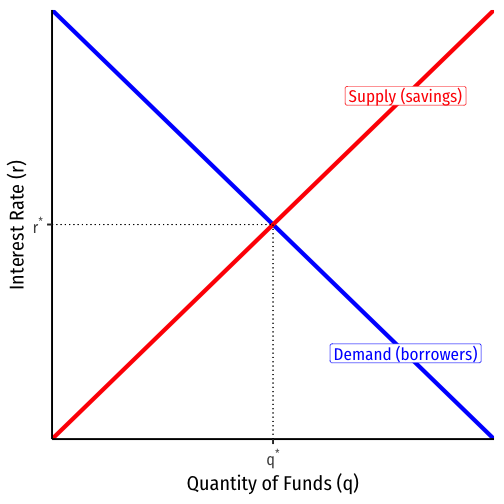 Supply (savings)
Interest Rate (r)
r*
Demand (borrowers)
q*
Quantity of Funds (q)